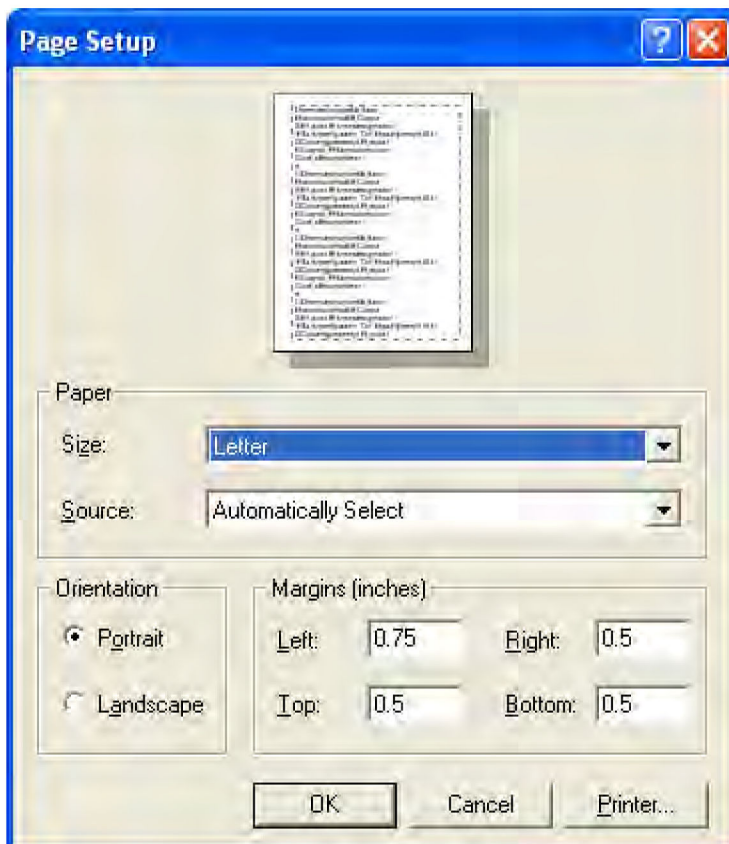 Page Setup
Paper
Size: Letter
Source: Automatically Select
Orientation
Portrait
Landscape
Margins (inches)
Left: 0.75 Right: 0.5
Top: 0.5 Bottom: 0.5
OK Cancel Printer...